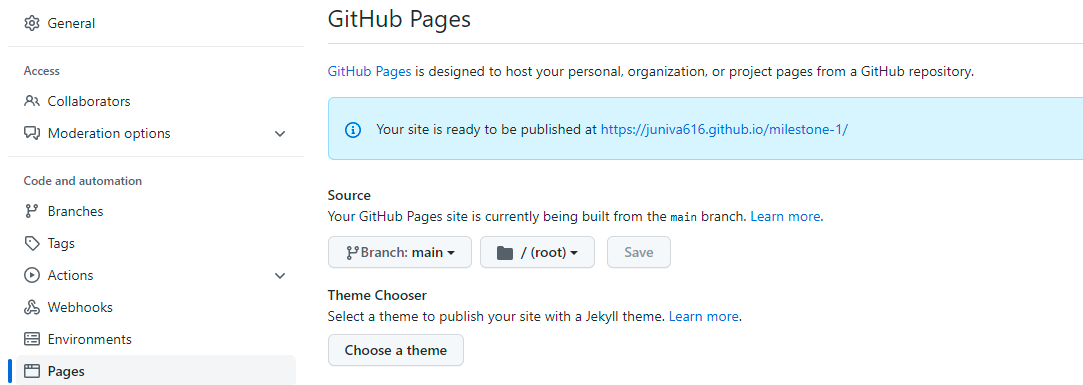 General
Access
Collaborators
Moderation options
Code and automation
Branches
Tags
Actions
Webhooks
Environments
Pages
GitHub Pages
GitHub Pages is designed to host your personal, organization, or project pages from a GitHub repository.
Your site is ready to be published at https://juniva616.github.io/milestone-1/
Source
Your GitHub Pages site is currently being built from the main branch. Learn more.
Branch: main
/ (root)
Save
Theme Chooser
Select a theme to publish your site with a Jekyll theme. Learn more.
Choose a theme